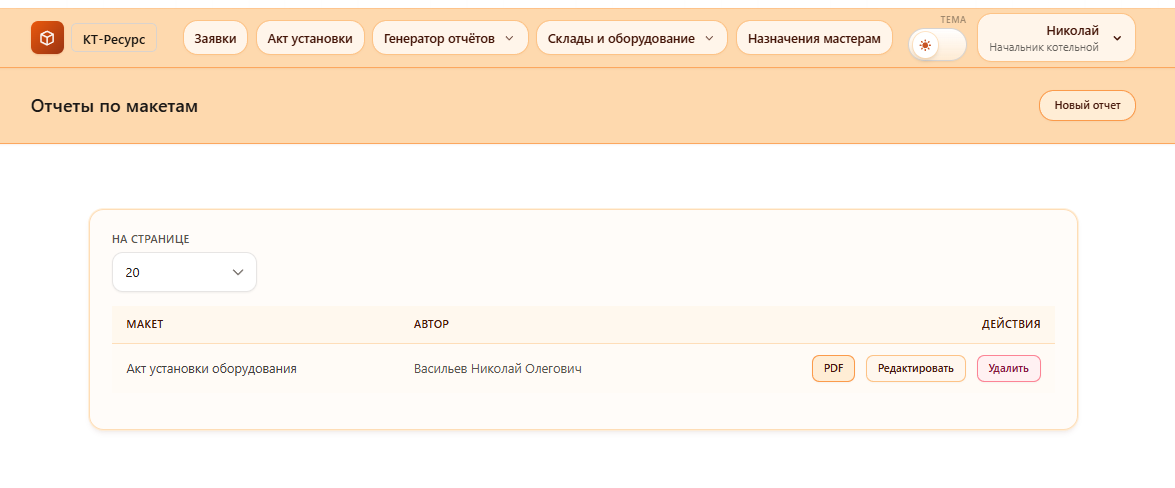 КТ-Ресурс
Заявки
Акт установки
Генератор отчётов
Склады и оборудование
Назначения мастерам
ТЕМА
Николай
Начальник котельной
Отчеты по макетам
Новый отчет
НА СТРАНИЦЕ
20
МАКЕТ АВТОР ДЕЙСТВИЯ
Акт установки оборудования Васильев Николай Олегович PDF Редактировать Удалить